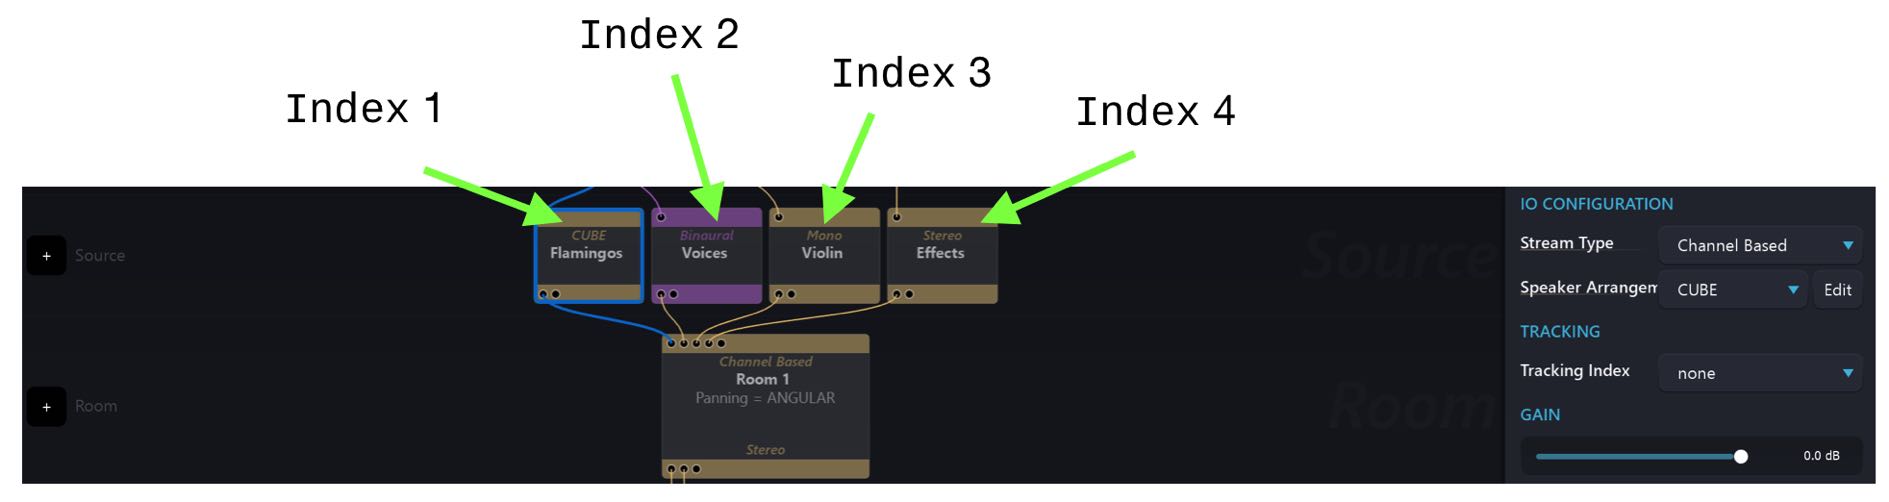 Index 1
Index 2
Index 3
Index 4
+ Source
CUBE
Flamingos
Binaural
Voices
Mono
Violin
Stereo
Effects
Source
+ Room
Channel Based
Room 1
Panning = ANGULAR
Stereo
Room
IO CONFIGURATION
Stream Type Channel Based
Speaker Arrangem CUBE Edit
TRACKING
Tracking Index none
GAIN
0.0 dB